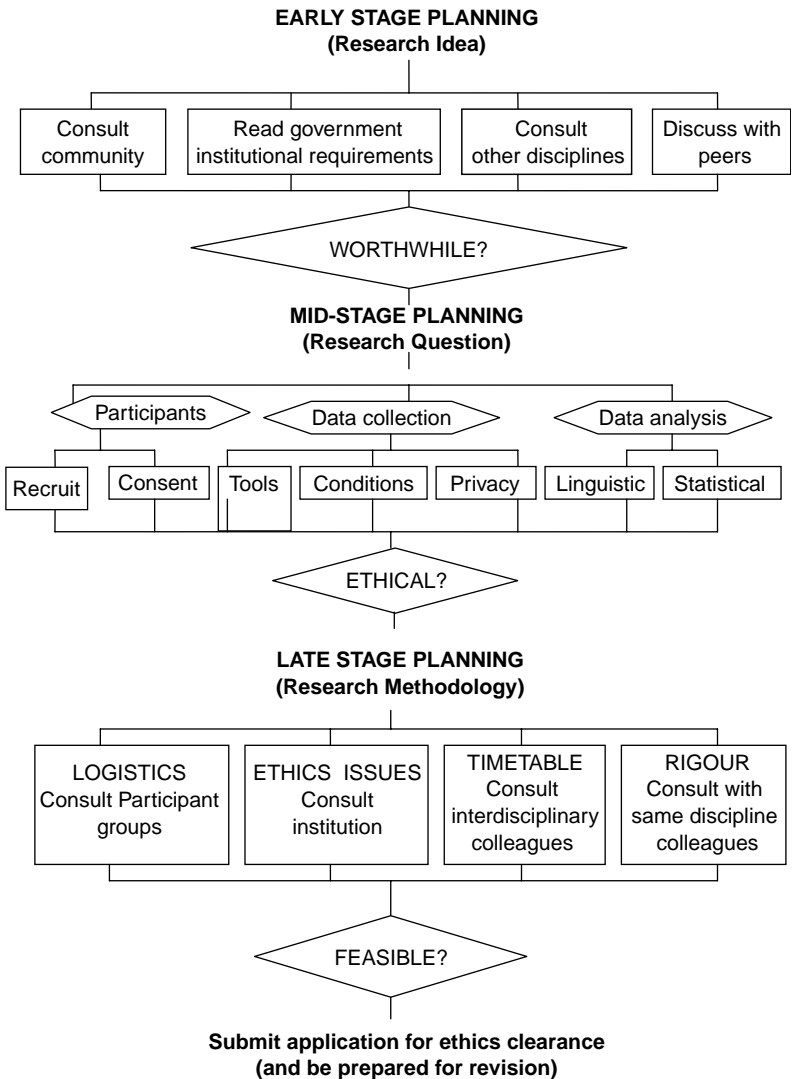 EARLY STAGE PLANNING
(Research Idea)
Consult
community
Read government
institutional requirements
Consult
other disciplines
Discuss with
peers
WORTHWHILE?
MID-STAGE PLANNING
(Research Question)
Participants
Data collection
Data analysis
Recruit
Consent
Tools
Conditions
Privacy
Linguistic
Statistical
ETHICAL?
LATE STAGE PLANNING
(Research Methodology)
LOGISTICS
Consult Participant
groups
ETHICS ISSUES
Consult
institution
TIMETABLE
Consult
interdisciplinary
colleagues
RIGOUR
Consult with
same discipline
colleagues
FEASIBLE?
Submit application for ethics clearance
(and be prepared for revision)